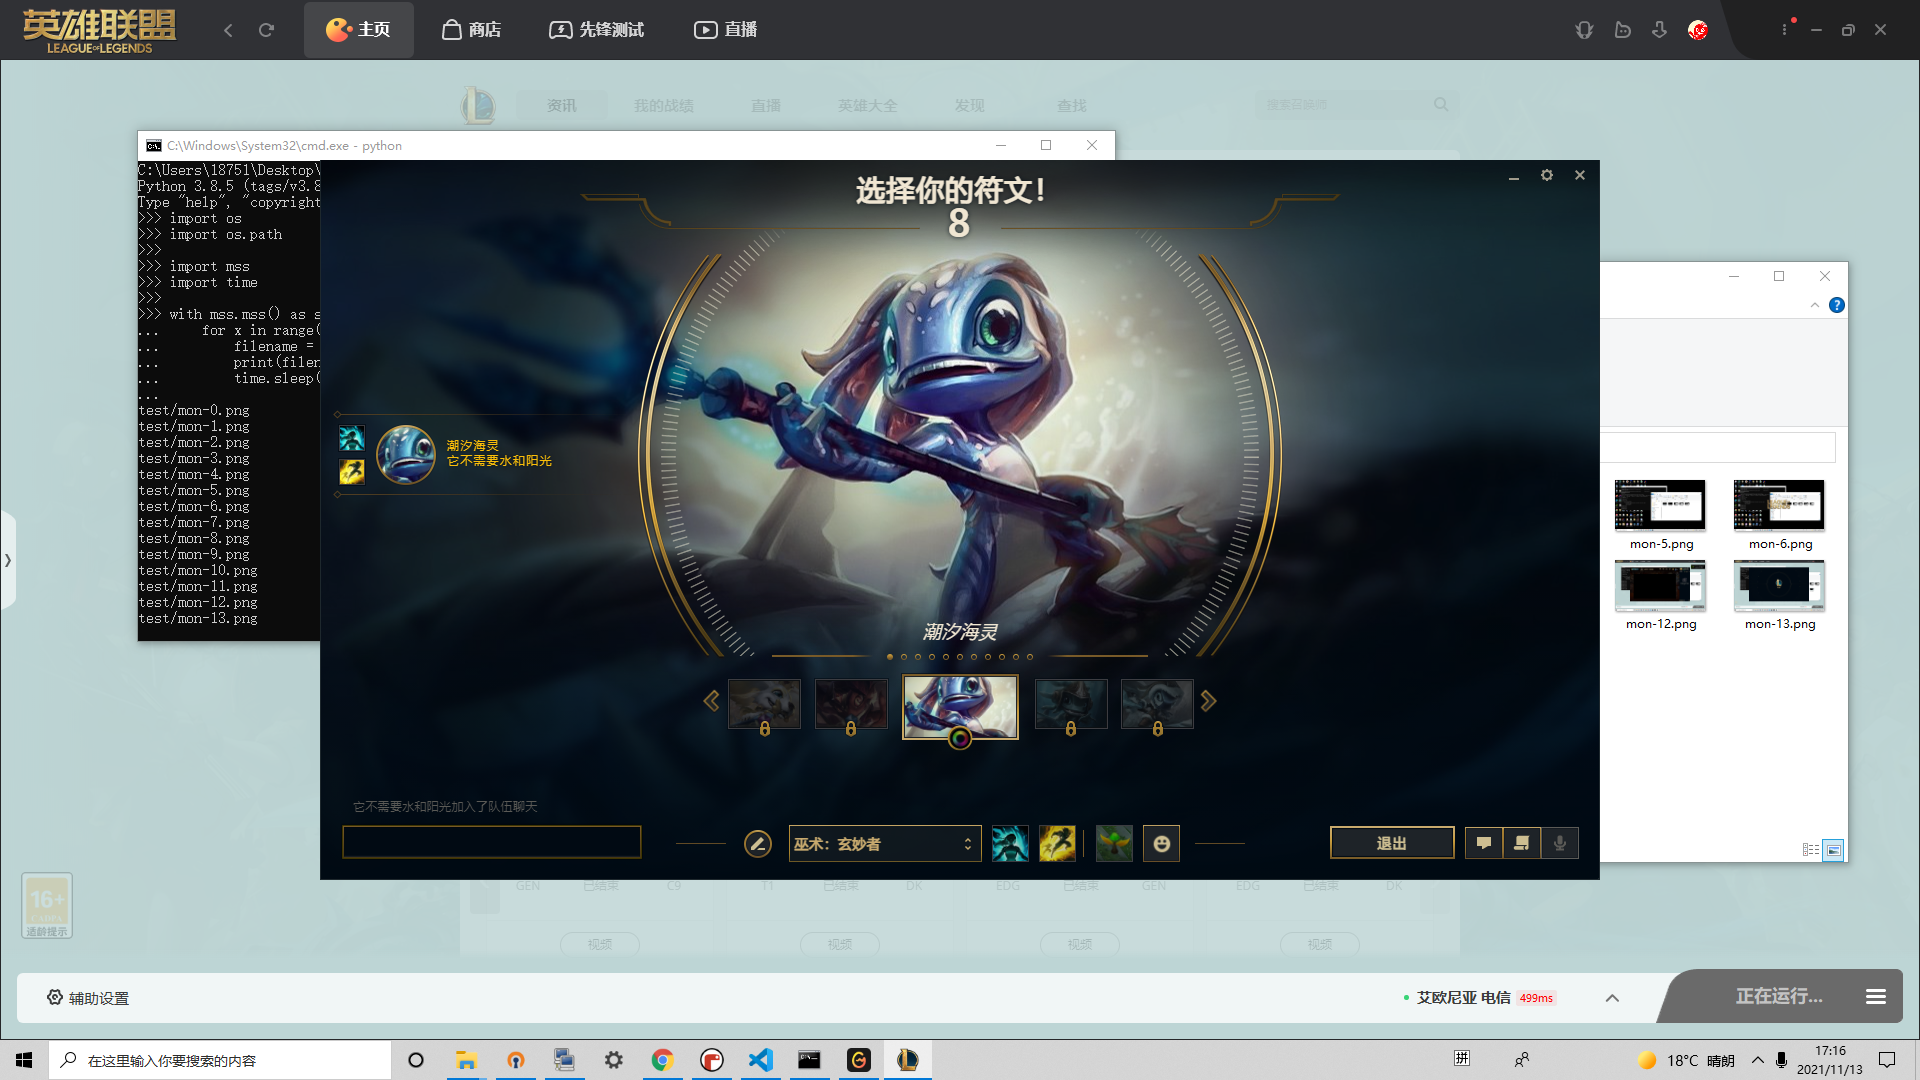 英雄联盟
LEAGUE OF LEGENDS
主页
商店
先锋测试
直播
资讯
我的战绩
直播
英雄大全
发现
查找
搜索召唤师
C:\Windows\System32\cmd.exe - python
C:\Users\18751\Desktop\
Python 3.8.5 (tags/v3.8
Type "help", "copyright
>>> import os
>>> import os.path
>>>
>>> import mss
>>> import time
>>>
>>> with mss.mss() as s
...     for x in range(
...         filename =
...         print(filen
...         time.sleep(
...
test/mon-0.png
test/mon-1.png
test/mon-2.png
test/mon-3.png
test/mon-4.png
test/mon-5.png
test/mon-6.png
test/mon-7.png
test/mon-8.png
test/mon-9.png
test/mon-10.png
test/mon-11.png
test/mon-12.png
test/mon-13.png
选择你的符文！
8
潮汐海灵
它不需要水和阳光
潮汐海灵
它不需要水和阳光加入了队伍聊天
巫术：玄妙者
退出
mon-5.png
mon-6.png
mon-12.png
mon-13.png
GEN
已结束
C9
T1
已结束
DK
EDG
已结束
GEN
EDG
已结束
DK
视频
视频
视频
视频
16+
CADPA
适龄提示
辅助设置
艾欧尼亚 电信
499ms
正在运行...
在这里输入你要搜索的内容
拼
18°C 晴朗
17:16
2021/11/13